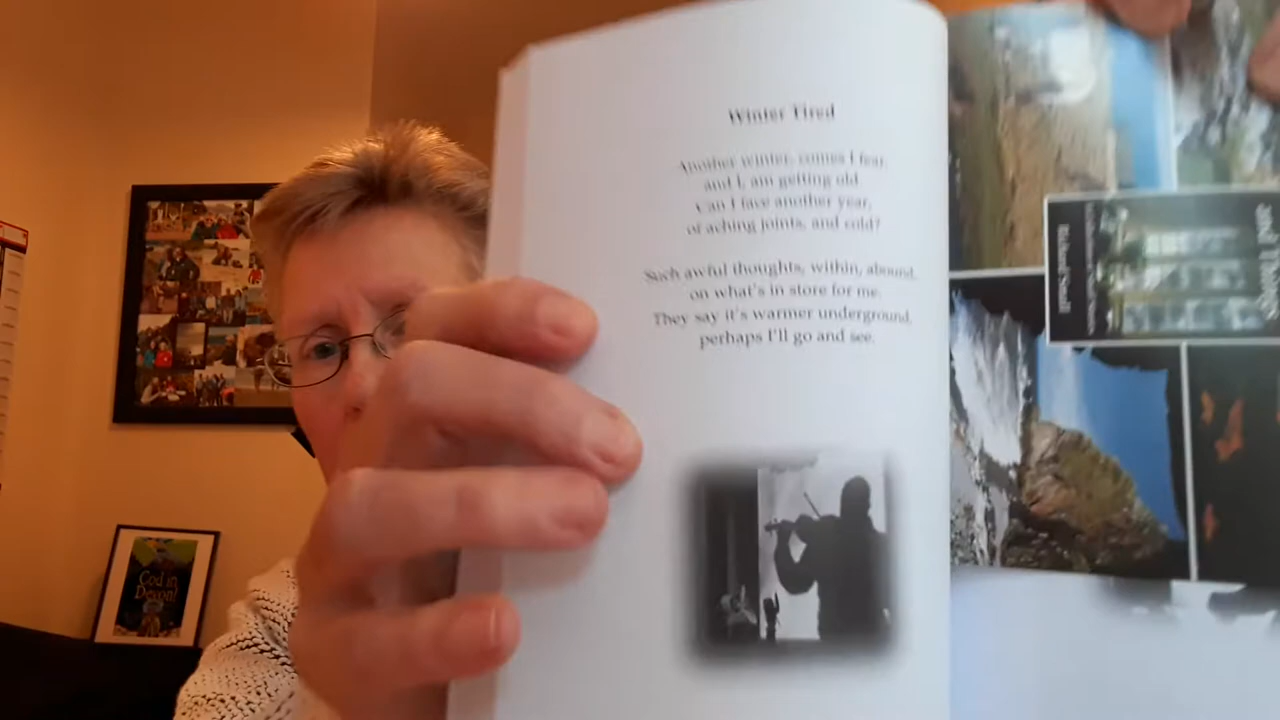 Winter Tired
Another winter, comes I fear,
and I, am getting old.
Can I face another year,
of aching joints, and cold?
Such awful thoughts, within, abound,
on what's in store for me.
They say it's warmer underground,
perhaps I'll go and see.
Cod in
Devon!